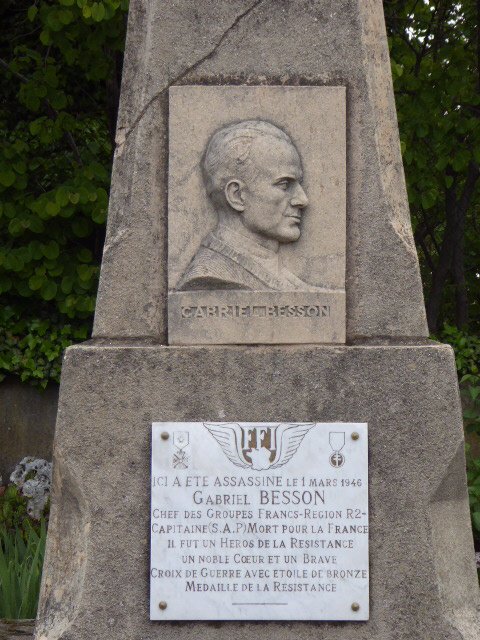 GABRIEL BESSON
FFI
ICI A ETE ASSASSINE LE 1 MARS 1946
GABRIEL BESSON
CHEF DES GROUPES FRANCS-REGION R2-
CAPITAINE (S.A.P) MORT POUR LA FRANCE
IL FUT UN HEROS DE LA RESISTANCE
UN NOBLE CŒUR ET UN BRAVE
CROIX DE GUERRE AVEC ETOILE DE BRONZE
MEDAILLE DE LA RESISTANCE